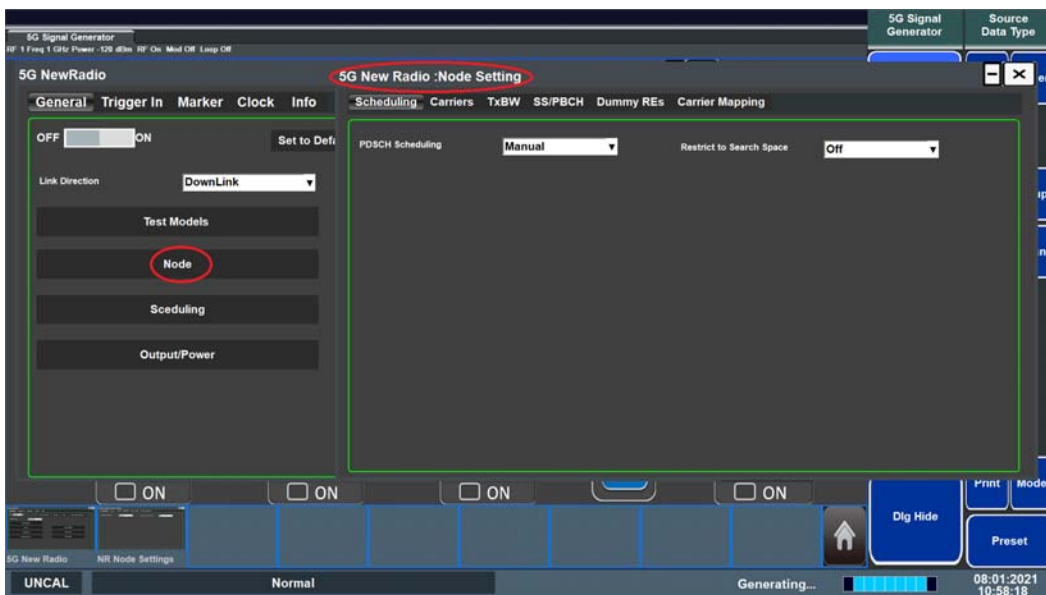 5G Signal Generator
Source Data Type
5G Signal Generator
RF 1 Freq 1 GHz Power -120 dBm RF On Mod Off Loop Off
5G NewRadio
General Trigger In Marker Clock Info
OFF ON Set to Defa
Link Direction DownLink
Test Models
Node
Sceduling
Output/Power
5G New Radio :Node Setting
Scheduling Carriers TxBW SS/PBCH Dummy REs Carrier Mapping
PDSCH Scheduling Manual Restrict to Search Space Off
ON ON ON ON
Print Mode
Dlg Hide
Preset
5G New Radio NR Node Settings
UNCAL Normal Generating... 08:01:2021
10:58:18